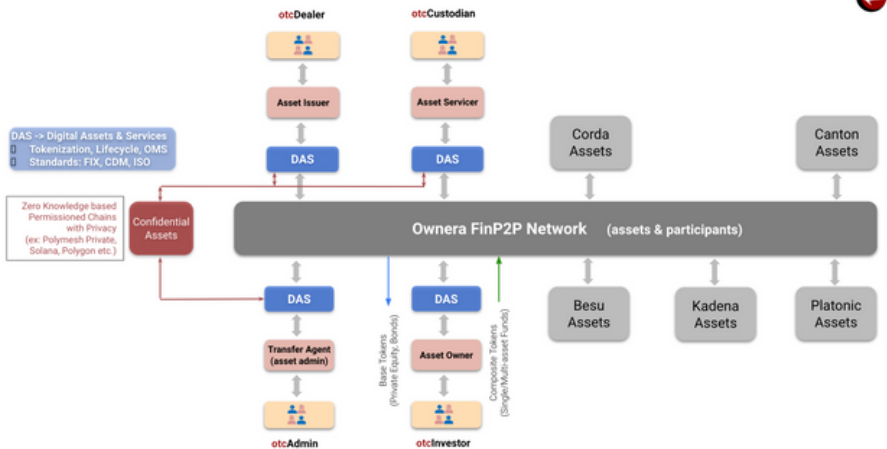 otcDealer
otcCustodian
Asset Issuer
Asset Servicer
DAS -> Digital Assets & Services
Tokenization, Lifecycle, OMS
Standards: FIX, CDM, ISO
DAS
DAS
Corda
Assets
Canton
Assets
Zero Knowledge based
Permissioned Chains
with Privacy
(ex: Polymesh Private,
Solana, Polygon etc.)
Confidential
Assets
Ownera FinP2P Network (assets & participants)
DAS
DAS
Base Tokens
(Private Equity, Bonds)
Composite Tokens
(Single/Multi-asset Funds)
Besu
Assets
Kadena
Assets
Platonic
Assets
Transfer Agent
(asset admin)
Asset Owner
otcAdmin
otcInvestor